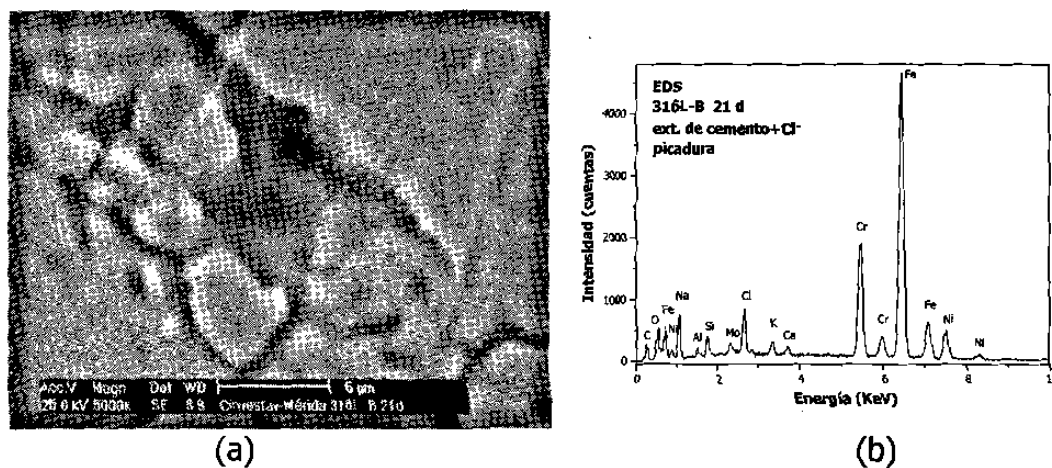 Acc.V Magn Det WD 6 µm
25.0 kV 5000x SE 8.8 Cinvestav-Mérida 316L B 21d
(a)
EDS
316L-B 21 d
ext. de cemento+Cl-
picadura
Intensidad (cuentas)
4000
3000
2000
1000
0
C
O
Fe
Ni
Na
Al
Si
Mo
Cl
K
Ca
Cr
Cr
Fe
Fe
Ni
Ni
0 2 4 6 8
Energía (KeV)
(b)